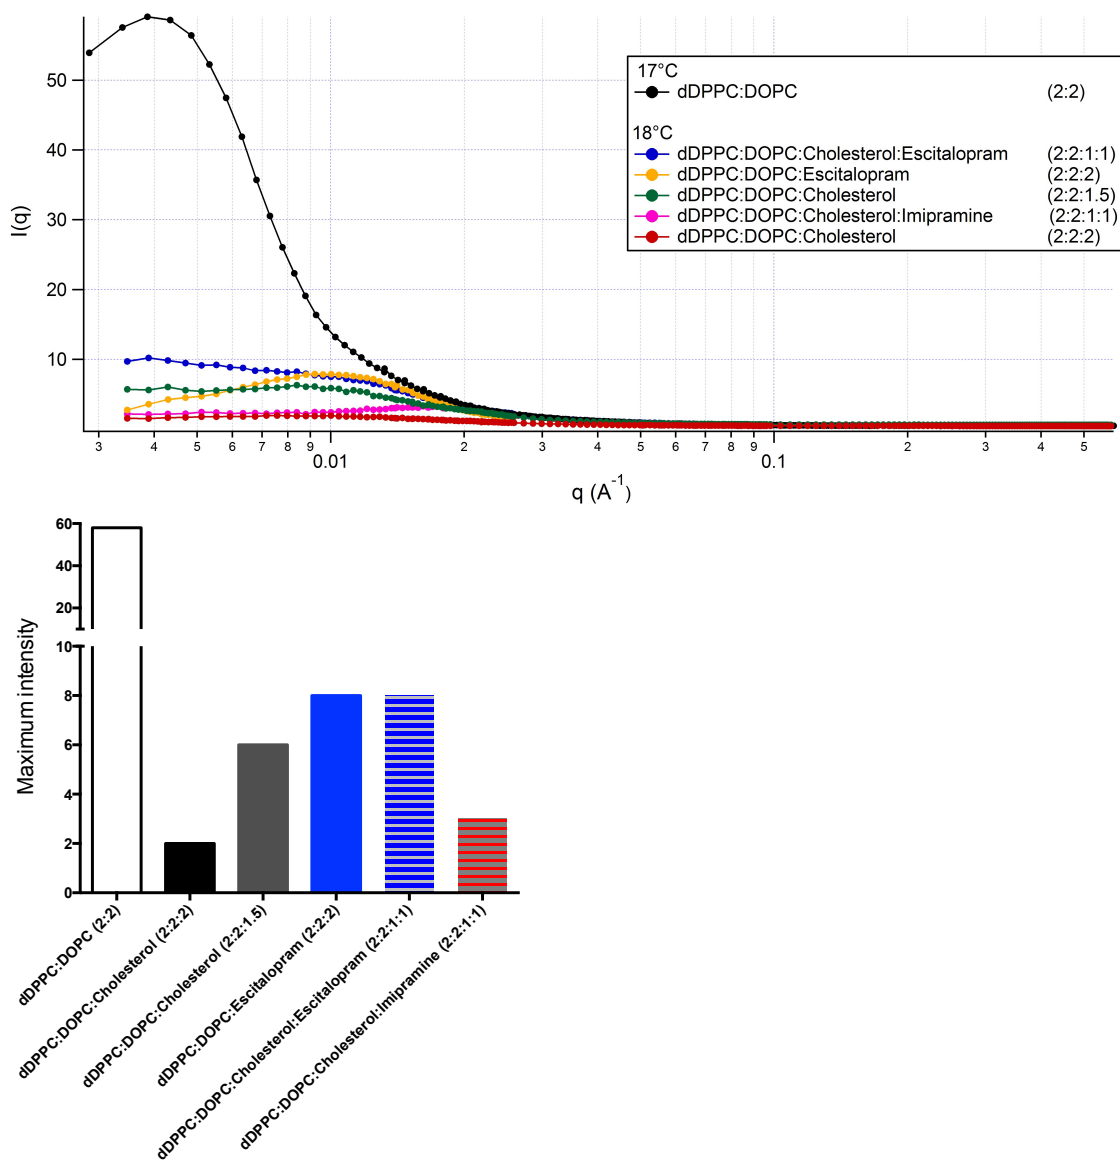 50
40
30
20
10
I(q)
17°C
dDPPC:DOPC (2:2)
18°C
dDPPC:DOPC:Cholesterol:Escitalopram (2:2:1:1)
dDPPC:DOPC:Escitalopram (2:2:2)
dDPPC:DOPC:Cholesterol (2:2:1.5)
dDPPC:DOPC:Cholesterol:Imipramine (2:2:1:1)
dDPPC:DOPC:Cholesterol (2:2:2)
3 4 5 6 7 8 9 0.01 2 3 4 5 6 7 8 9 0.1 2 3 4 5
q (A⁻¹)
Maximum intensity
60
40
20
10
8
6
4
2
0
dDPPC:DOPC (2:2)
dDPPC:DOPC:Cholesterol (2:2:2)
dDPPC:DOPC:Cholesterol (2:2:1.5)
dDPPC:DOPC:Escitalopram (2:2:2)
dDPPC:DOPC:Cholesterol:Escitalopram (2:2:1:1)
dDPPC:DOPC:Cholesterol:Imipramine (2:2:1:1)